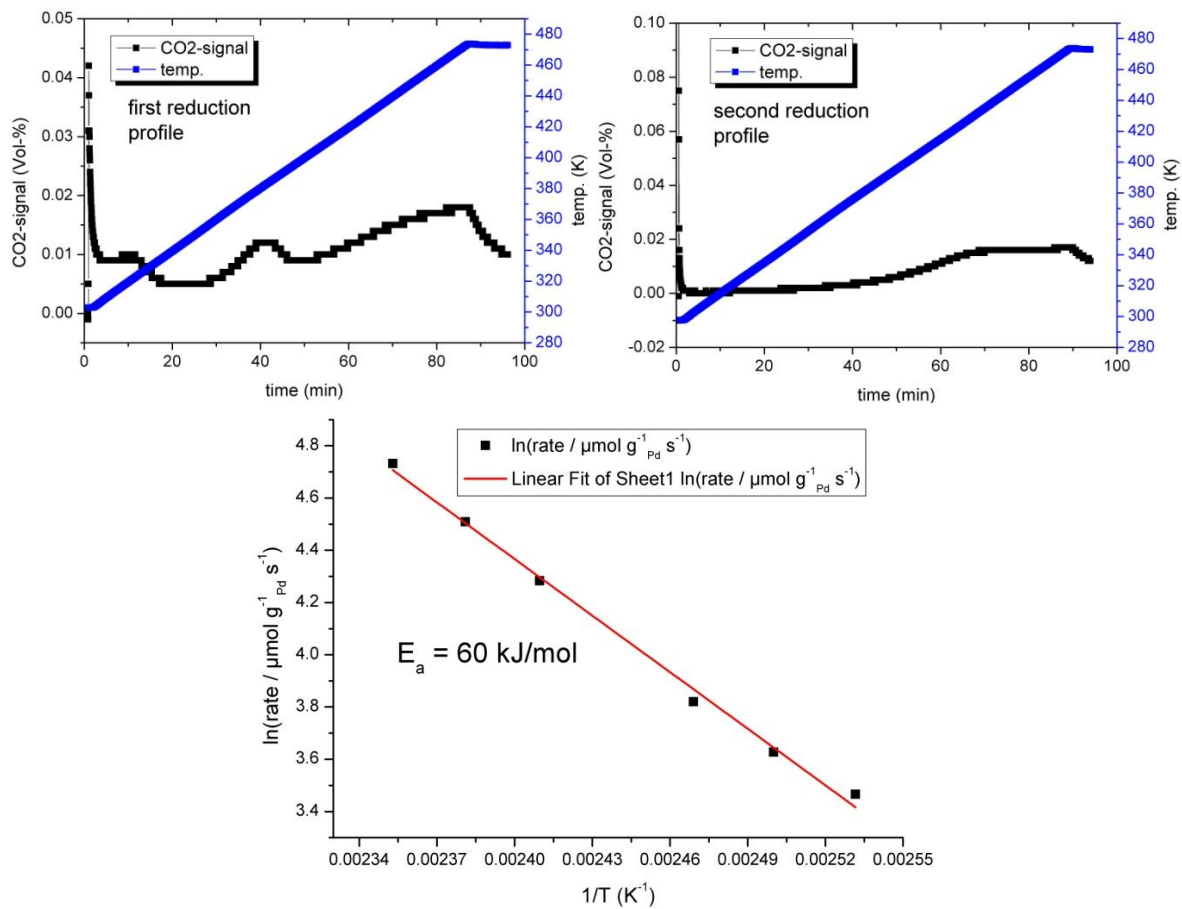 0.05
0.04
0.03
0.02
0.01
0.00
CO2-signal (Vol-%)
CO2-signal
temp.
first reduction
profile
480
460
440
420
400
380
360
340
320
300
280
temp. (K)
0 20 40 60 80 100
time (min)
0.10
0.08
0.06
0.04
0.02
0.00
-0.02
CO2-signal (Vol-%)
CO2-signal
temp.
second reduction
profile
480
460
440
420
400
380
360
340
320
300
280
temp. (K)
0 20 40 60 80 100
time (min)
4.8
4.6
4.4
4.2
4.0
3.8
3.6
3.4
ln(rate / µmol g⁻¹Pd s⁻¹)
ln(rate / µmol g⁻¹Pd s⁻¹)
Linear Fit of Sheet1 ln(rate / µmol g⁻¹Pd s⁻¹)
Ea = 60 kJ/mol
0.00234 0.00237 0.00240 0.00243 0.00246 0.00249 0.00252 0.00255
1/T (K⁻¹)